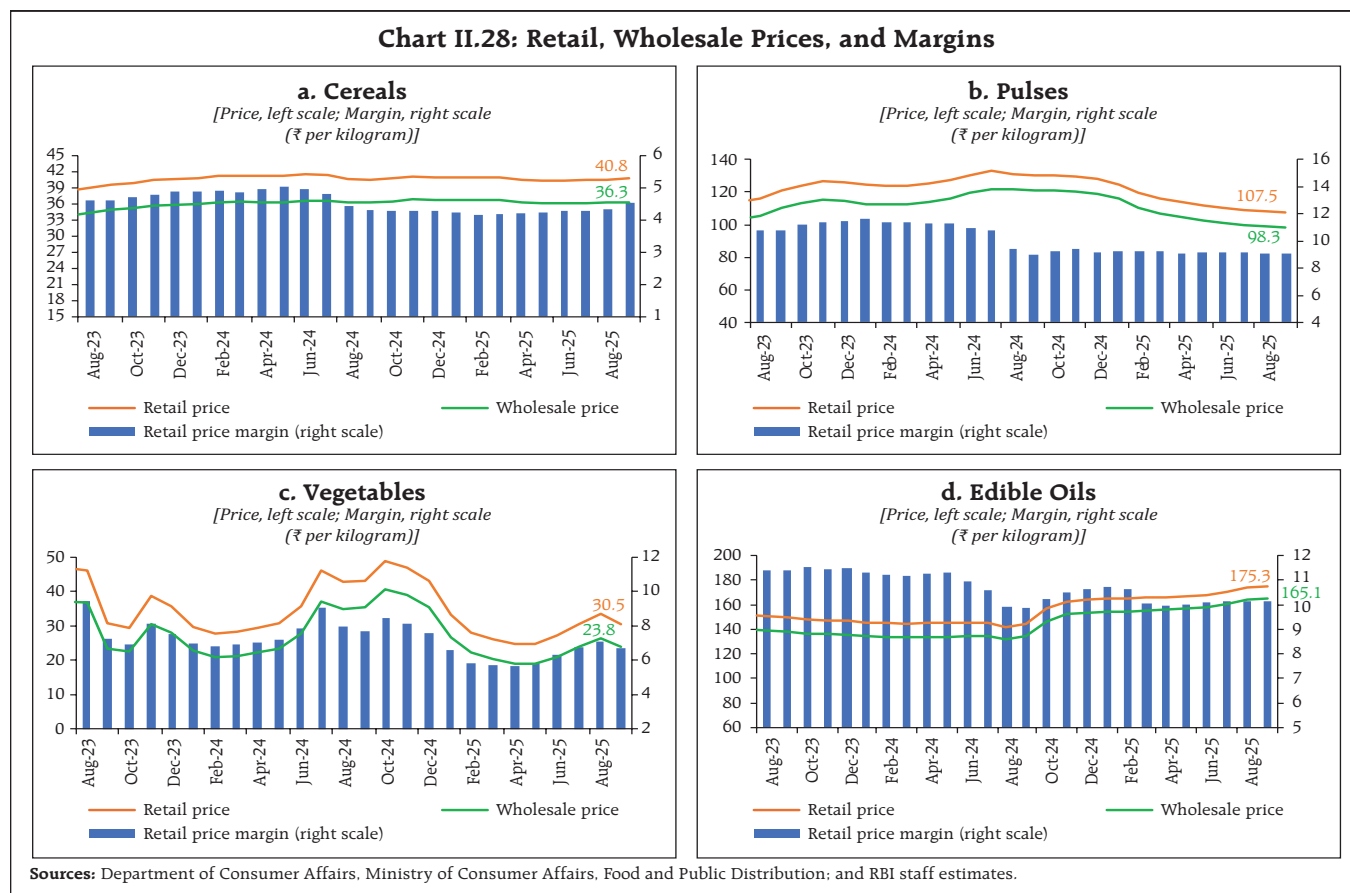 Chart II.28: Retail, Wholesale Prices, and Margins
a. Cereals
[Price, left scale; Margin, right scale
(₹ per kilogram)]
45
42
39
36
33
30
27
24
21
18
15
6
5
4
3
2
1
40.8
36.3
Aug-23
Oct-23
Dec-23
Feb-24
Apr-24
Jun-24
Aug-24
Oct-24
Dec-24
Feb-25
Apr-25
Jun-25
Aug-25
Retail price
Wholesale price
Retail price margin (right scale)
b. Pulses
[Price, left scale; Margin, right scale
(₹ per kilogram)]
140
120
100
80
60
40
16
14
12
10
8
6
4
107.5
98.3
Aug-23
Oct-23
Dec-23
Feb-24
Apr-24
Jun-24
Aug-24
Oct-24
Dec-24
Feb-25
Apr-25
Jun-25
Aug-25
Retail price
Wholesale price
Retail price margin (right scale)
c. Vegetables
[Price, left scale; Margin, right scale
(₹ per kilogram)]
50
40
30
20
10
0
12
10
8
6
4
2
30.5
23.8
Aug-23
Oct-23
Dec-23
Feb-24
Apr-24
Jun-24
Aug-24
Oct-24
Dec-24
Feb-25
Apr-25
Jun-25
Aug-25
Retail price
Wholesale price
Retail price margin (right scale)
d. Edible Oils
[Price, left scale; Margin, right scale
(₹ per kilogram)]
200
180
160
140
120
100
80
60
12
11
10
9
8
7
6
5
175.3
165.1
Aug-23
Oct-23
Dec-23
Feb-24
Apr-24
Jun-24
Aug-24
Oct-24
Dec-24
Feb-25
Apr-25
Jun-25
Aug-25
Retail price
Wholesale price
Retail price margin (right scale)
Sources: Department of Consumer Affairs, Ministry of Consumer Affairs, Food and Public Distribution; and RBI staff estimates.